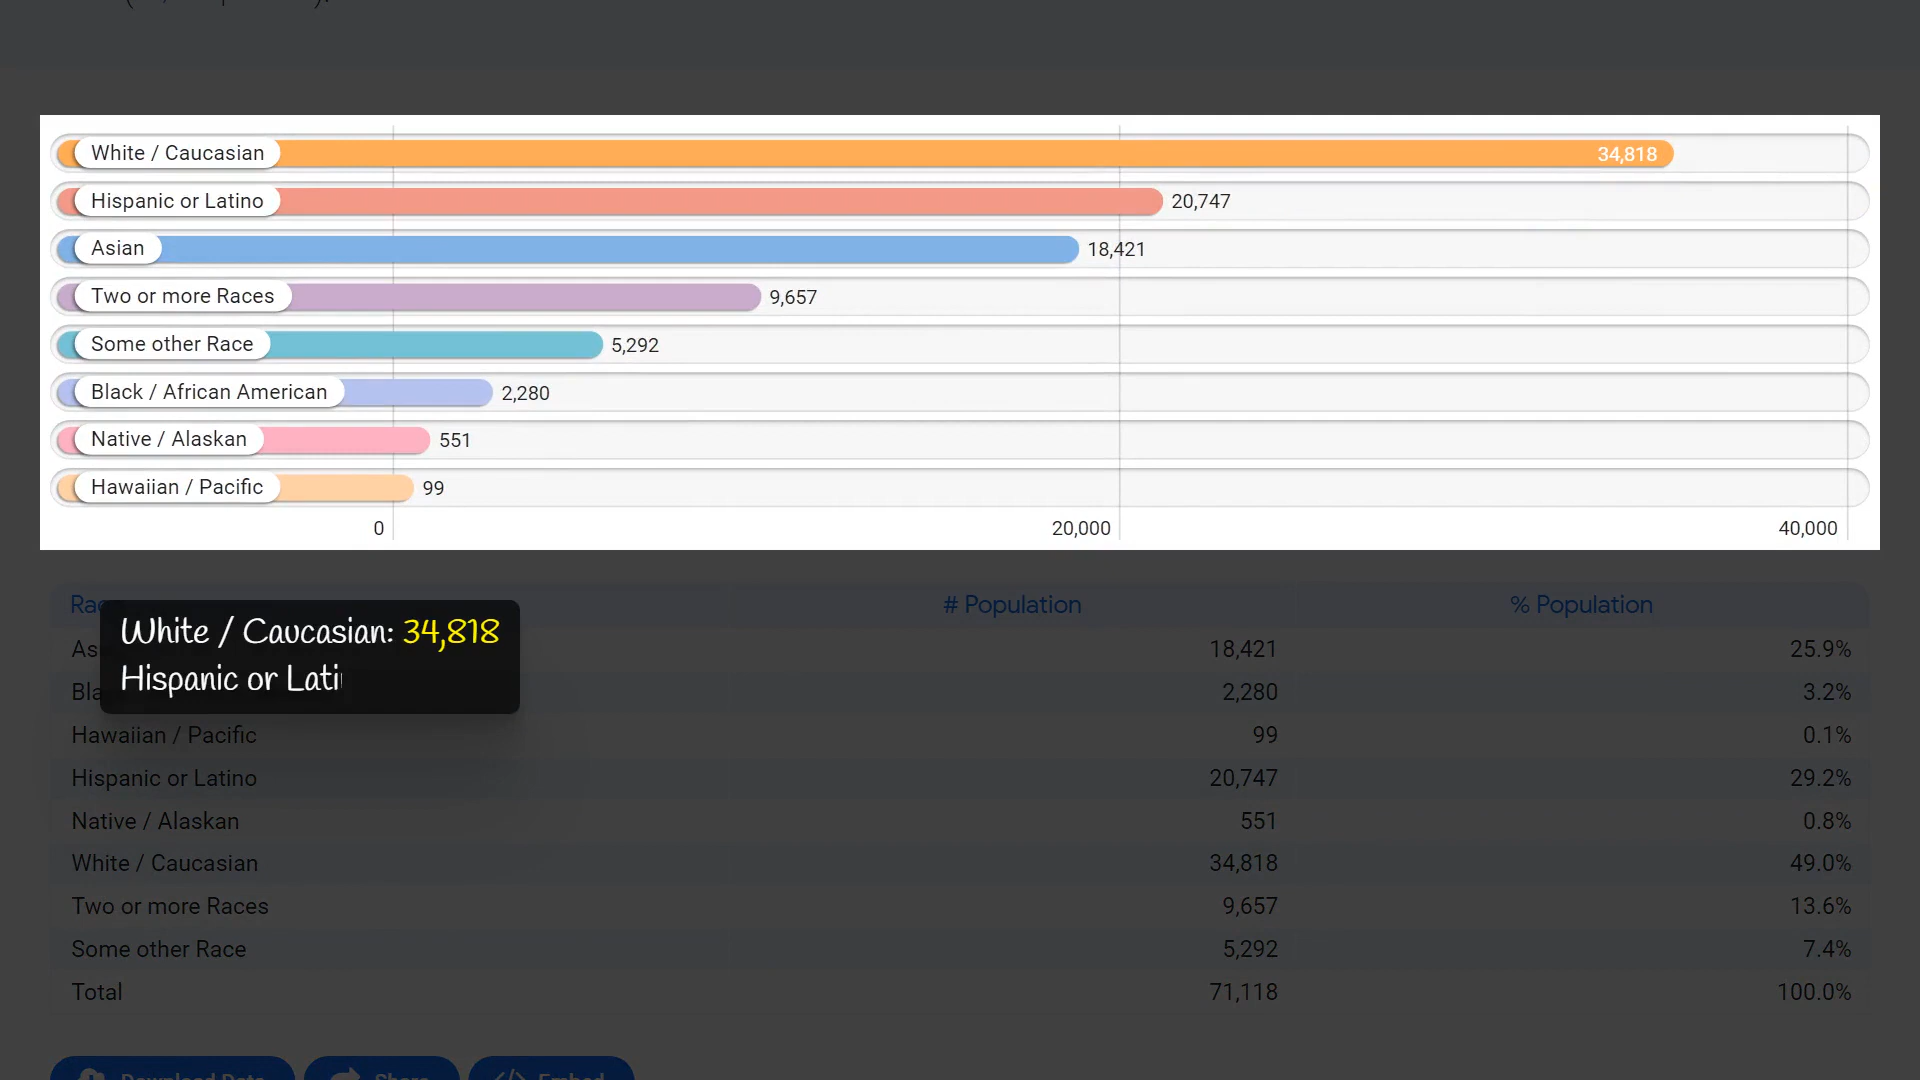 White / Caucasian 34,818
Hispanic or Latino 20,747
Asian 18,421
Two or more Races 9,657
Some other Race 5,292
Black / African American 2,280
Native / Alaskan 551
Hawaiian / Pacific 99
0 20,000 40,000
# Population % Population
White / Caucasian: 34,818
Hispanic or Lati
18,421 25.9%
2,280 3.2%
Hawaiian / Pacific 99 0.1%
Hispanic or Latino 20,747 29.2%
Native / Alaskan 551 0.8%
White / Caucasian 34,818 49.0%
Two or more Races 9,657 13.6%
Some other Race 5,292 7.4%
Total 71,118 100.0%
Download Data Share Embed